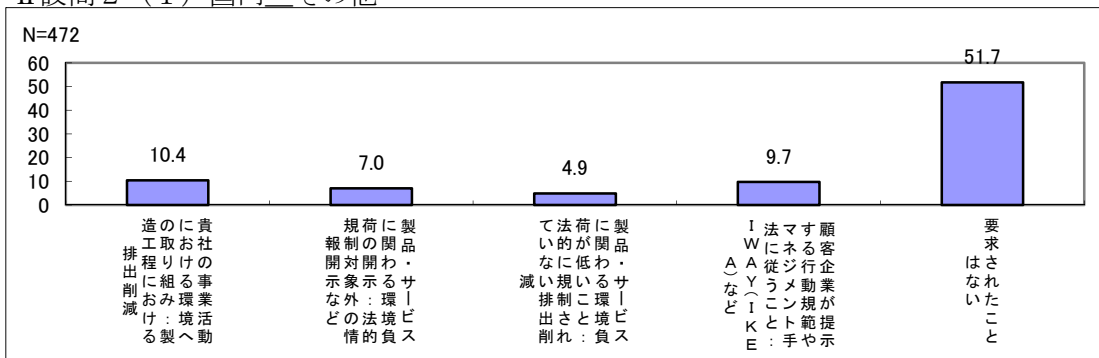 N=472
60
50
40
30
20
10
0
10.4
7.0
4.9
9.7
51.7
貴社の事業活動
における環境へ
の取り組み：製
造工程における
排出削減
製品・サービス
に関わる環境負
荷の開示：法的
規制対象外の情
報開示など
製品・サービス
に関わる環境負
荷が低いこと：
法的に規制され
ていない排出削
減
顧客企業が提示
する行動規範や
マネジメント手
法に従うこと：
IWAY（IKE
A）など
要求されたこと
はない